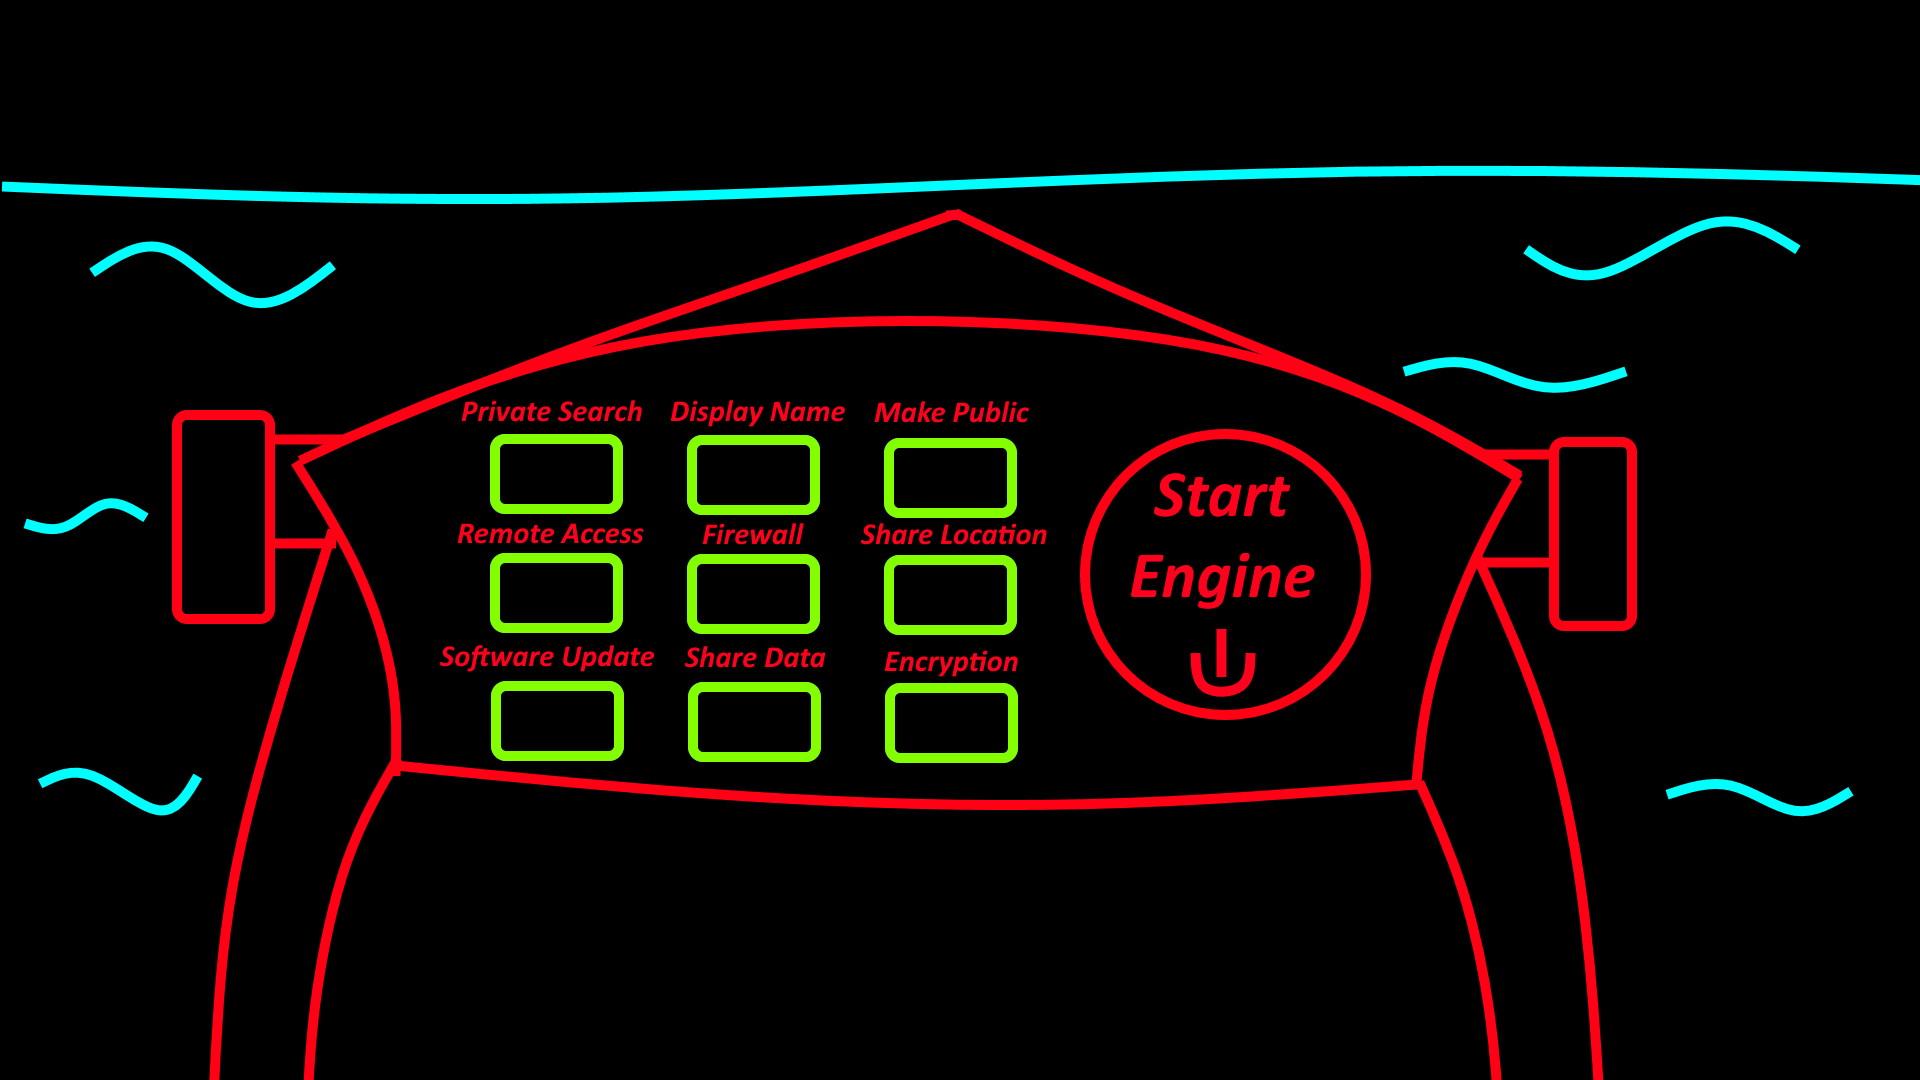 Private Search
Display Name
Make Public
Remote Access
Firewall
Share Location
Software Update
Share Data
Encryption
Start
Engine